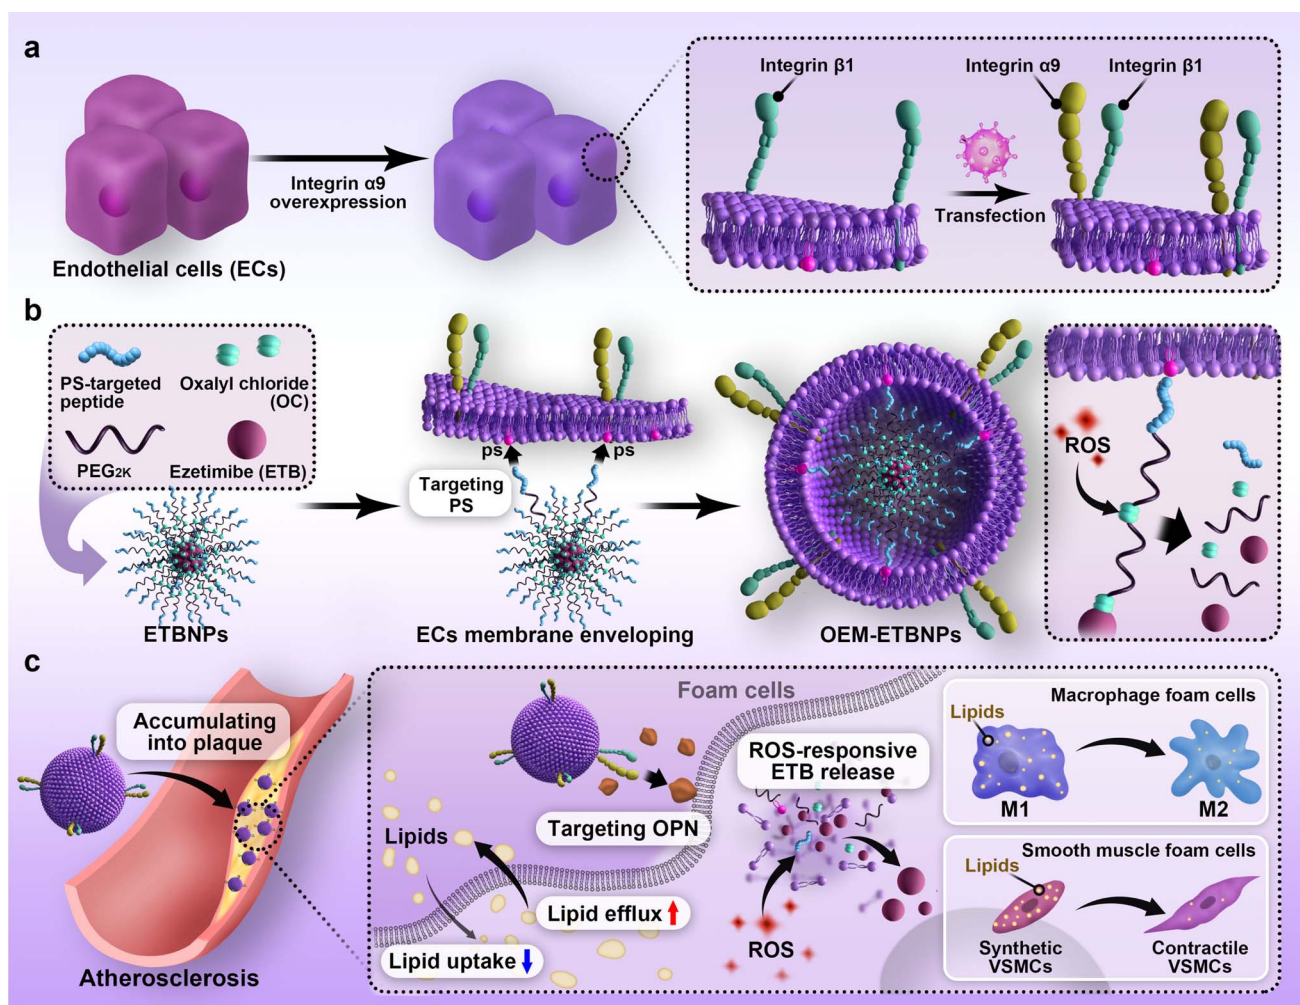 a
Integrin β1
Integrin α9
Integrin β1
Integrin α9
overexpression
Transfection
Endothelial cells (ECs)
b
PS-targeted
peptide
Oxalyl chloride
(OC)
PEG2K
Ezetimibe (ETB)
ps
ps
Targeting
PS
ROS
ETBNPs
ECs membrane enveloping
OEM-ETBNPs
c
Accumulating
into plaque
Atherosclerosis
Foam cells
Lipids
Targeting OPN
Lipid efflux
Lipid uptake
ROS-responsive
ETB release
ROS
Macrophage foam cells
Lipids
M1
M2
Smooth muscle foam cells
Lipids
Synthetic
VSMCs
Contractile
VSMCs